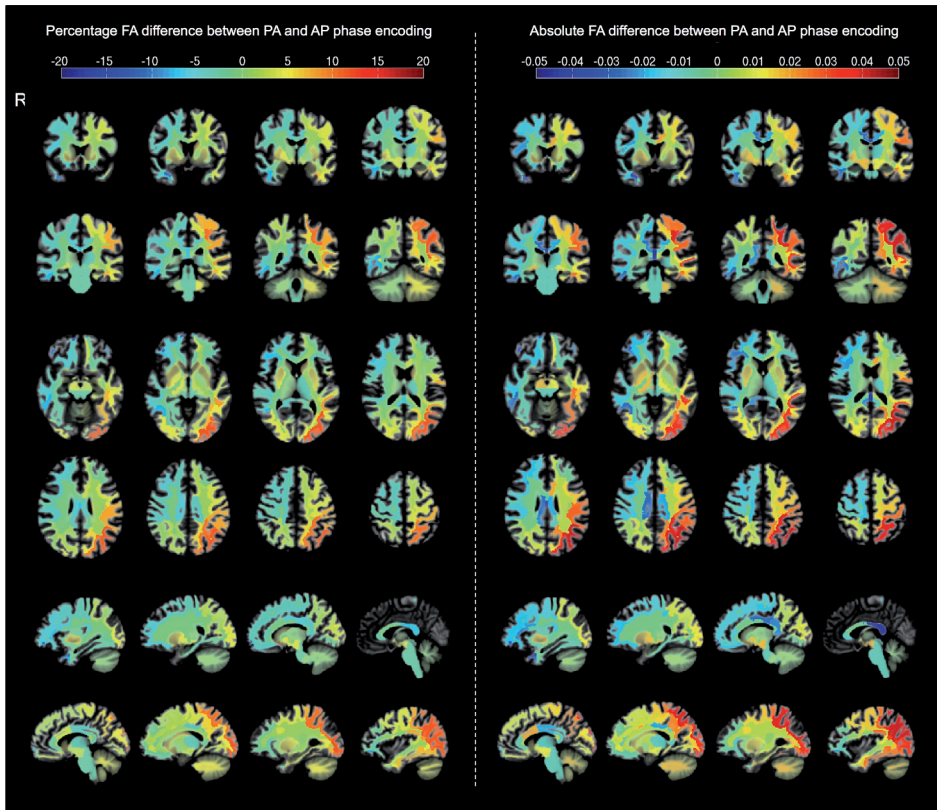 Percentage FA difference between PA and AP phase encoding
-20 -15 -10 -5 0 5 10 15 20
R
Absolute FA difference between PA and AP phase encoding
-0.05 -0.04 -0.03 -0.02 -0.01 0 0.01 0.02 0.03 0.04 0.05